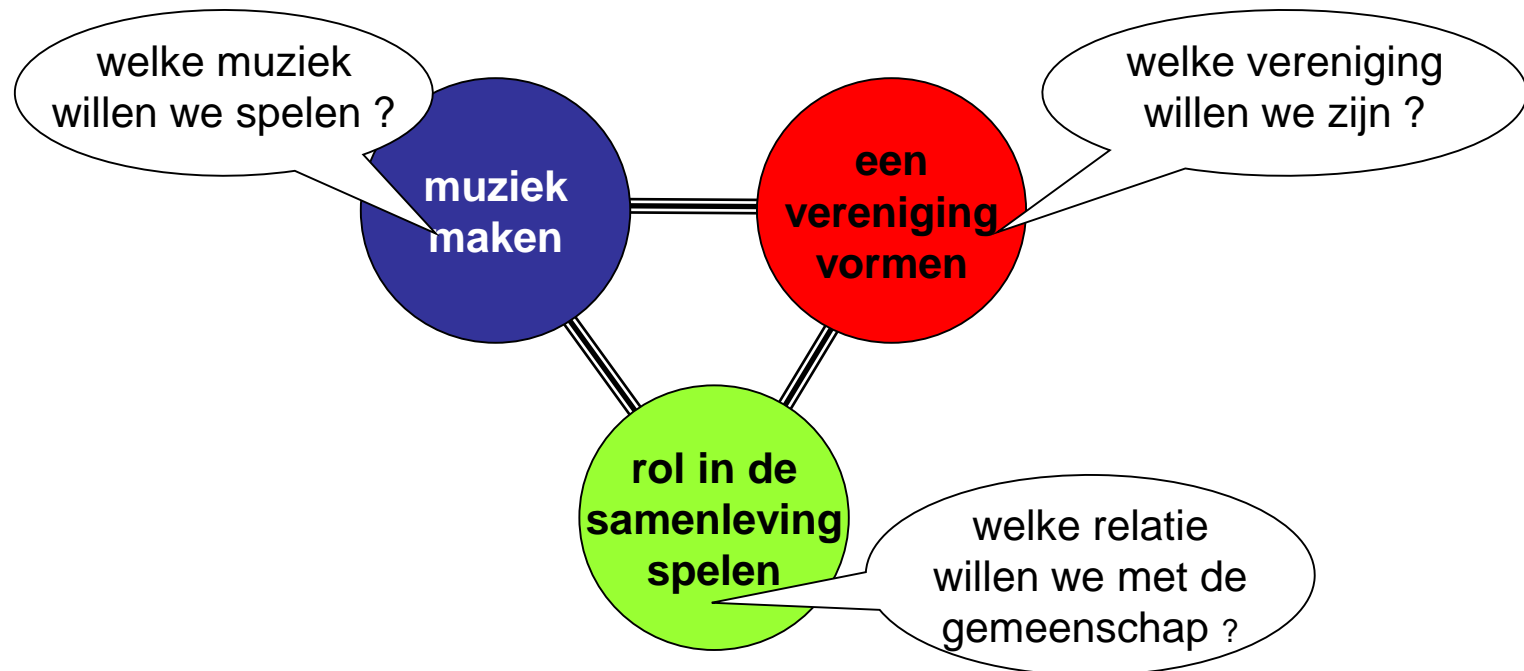 welke muziek
willen we spelen ?
muziek
maken
welke vereniging
willen we zijn ?
een
vereniging
vormen
rol in de
samenleving
spelen
welke relatie
willen we met de
gemeenschap ?